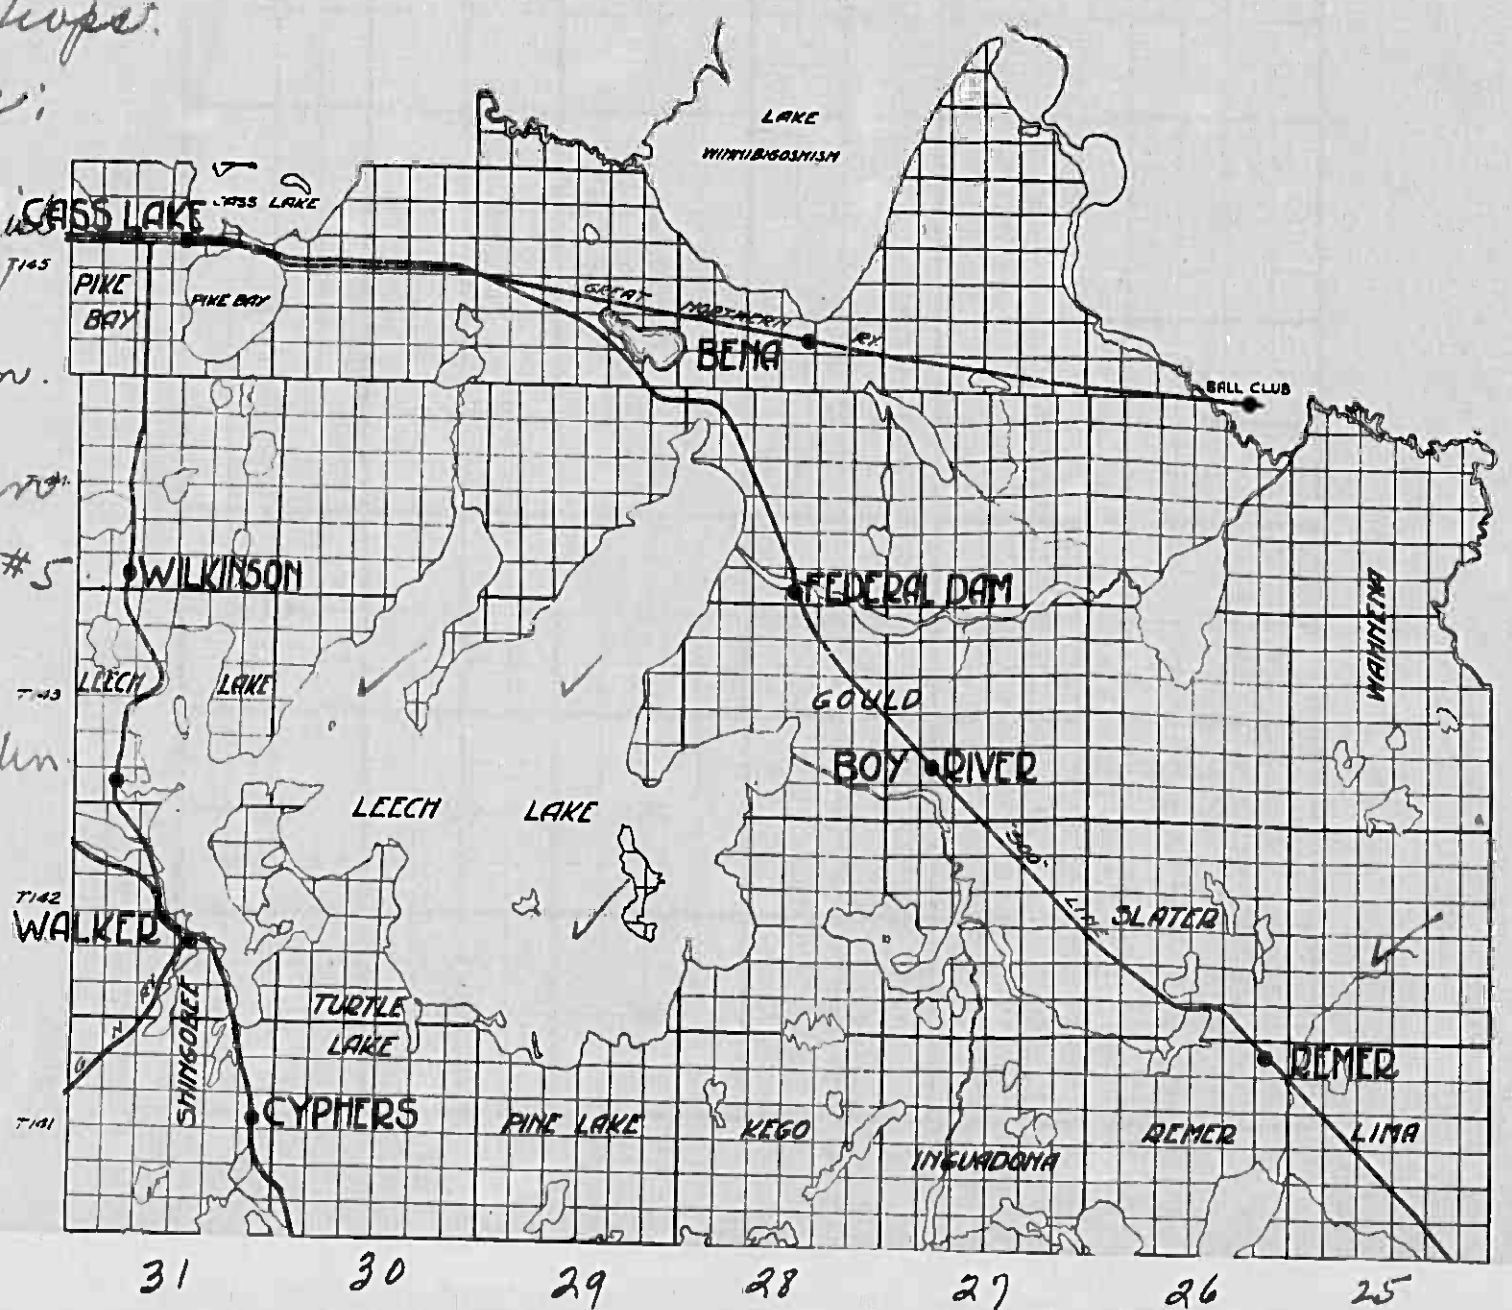 LAKE
WINNIBIGOSHISH
CASS LAKE
CASS LAKE
T145
PIKE
BAY
PIKE BAY
GREAT NORTHERN RY.
BENA
BALL CLUB
#5
WILKINSON
FEDERAL DAM
WAHNENA
T143
LEECH LAKE
GOULD
BOY RIVER
LEECH LAKE
T142
WALKER
SLATER
SHINGOBEE
TURTLE
LAKE
REMER
T141
CYPHERS
PINE LAKE
KEGO
REMER
LIMA
INGUADONA
31 30 29 28 27 26 25